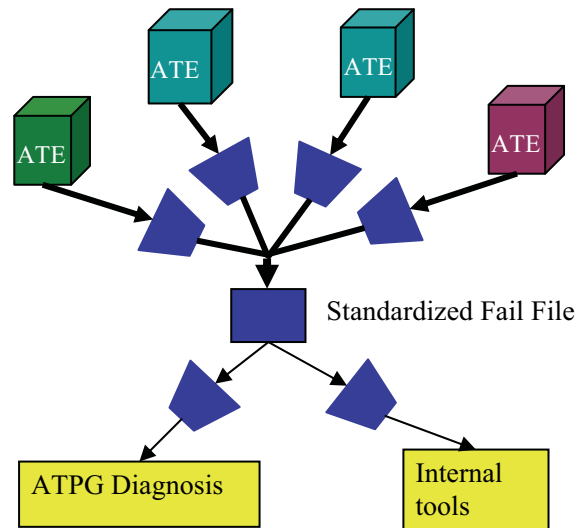 ATE
ATE
ATE
ATE
Standardized Fail File
ATPG Diagnosis
Internal
tools